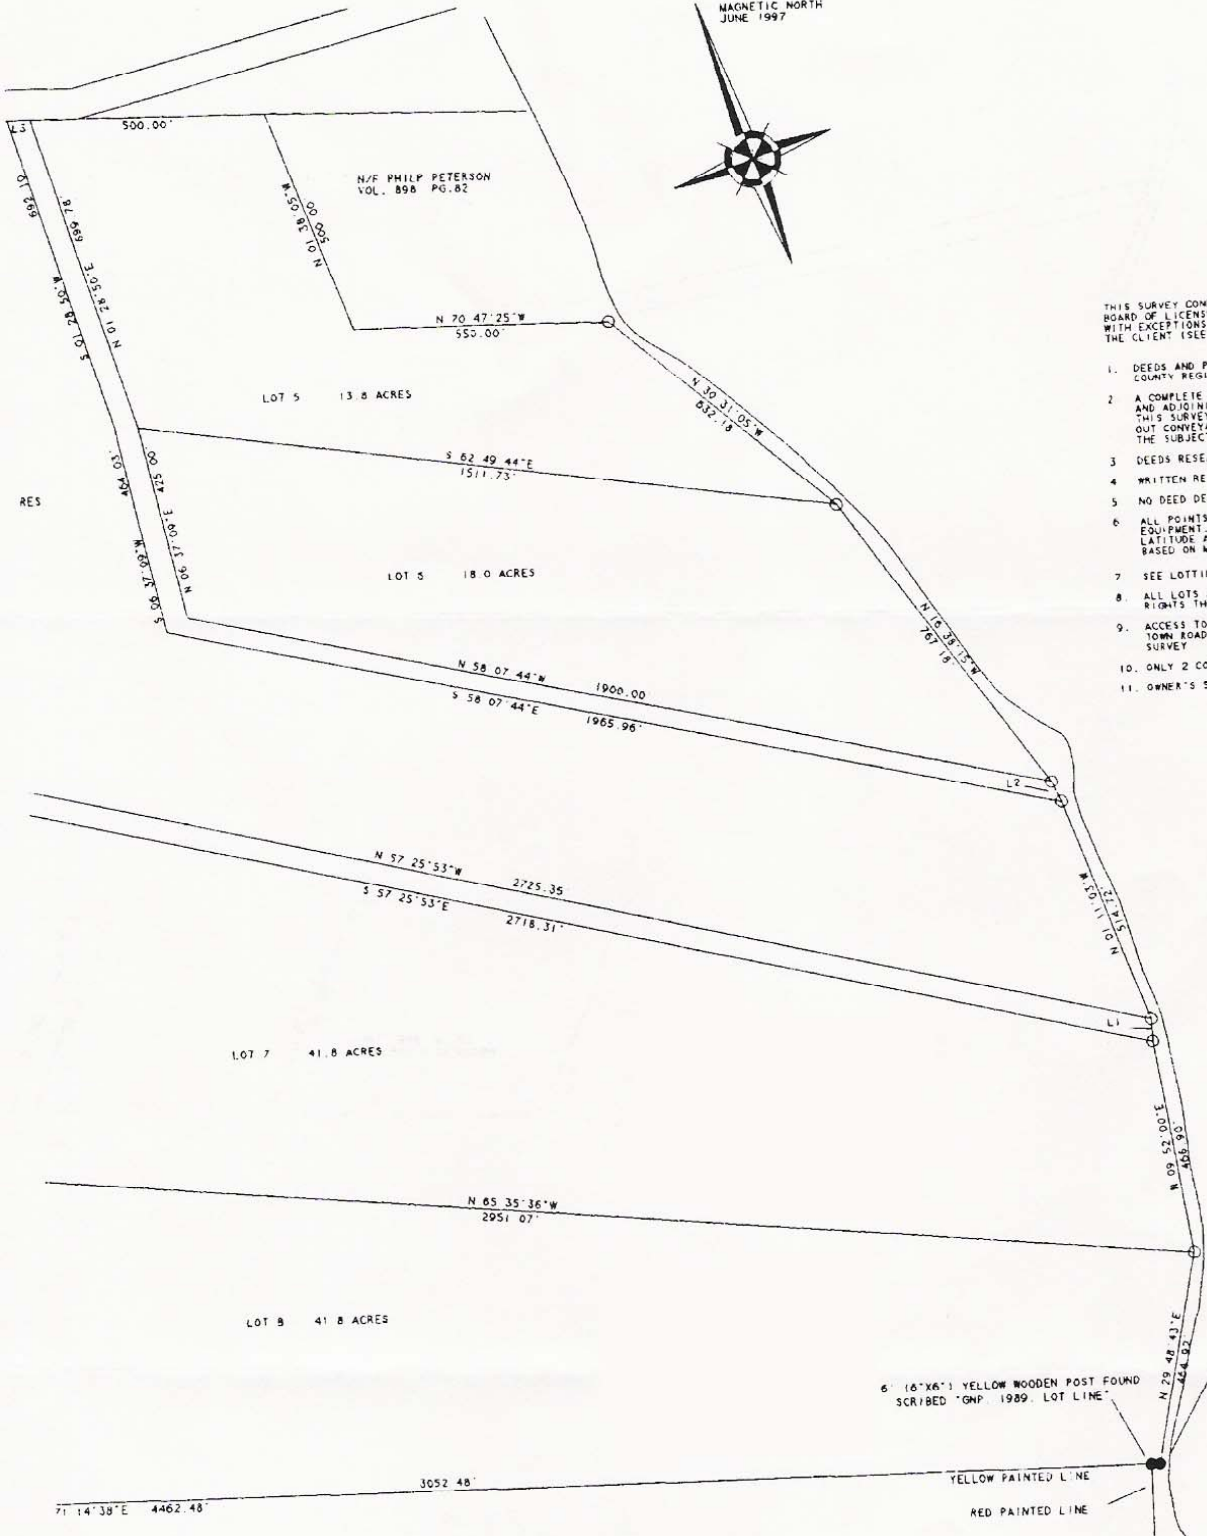 MAGNETIC NORTH
JUNE 1997
L3
500.00'
N/F PHILP PETERSON
VOL. 898 PG.82
692.19
S 01 28'50"W
699.78'
N 01 28'50"E
N 01 38'05"W
500.00
N 70 47'25"W
550.00'
N 30 31'05"W
832.18
THIS SURVEY CON
BOARD OF LICENS
WITH EXCEPTIONS
THE CLIENT (SEE
1. DEEDS AND P
COUNTY REGI
2 A COMPLETE
AND ADJOINI
THIS SURVEY
OUT CONVEYA
THE SUBJECT
3 DEEDS RESE
4 WRITTEN RE
5 NO DEED DE
6 ALL POINTS
EQUIPMENT.
LATITUDE A
BASED ON M
7 SEE LOTTI
8. ALL LOTS
RIGHTS TH
9. ACCESS TO
TOWN ROAD
SURVEY
10. ONLY 2 CO
11. OWNER'S S
LOT 5 13.8 ACRES
S 62 49'44"E
1511.73'
464.03'
S 06 37'09"W
425.00'
N 06 37'09"E
RES
LOT 5 18.0 ACRES
N 16 38'15"W
767.18'
N 58 07'44"W 1900.00
S 58 07'44"E 1965.96'
L2
N 01 11'03"W
514.72'
N 57 25'53"W 2725.35
S 57 25'53"E 2718.31'
L1
LOT 7 41.8 ACRES
N 09 52'00"E
466.90'
N 65 35'36"W
2951.07'
LOT 8 41.8 ACRES
N 29 48'43"E
464.92'
6' (6"X6") YELLOW WOODEN POST FOUND
SCRIBED "GNP, 1989, LOT LINE"
3052.48'
YELLOW PAINTED LINE
71 14'38"E 4462.48'
RED PAINTED LINE